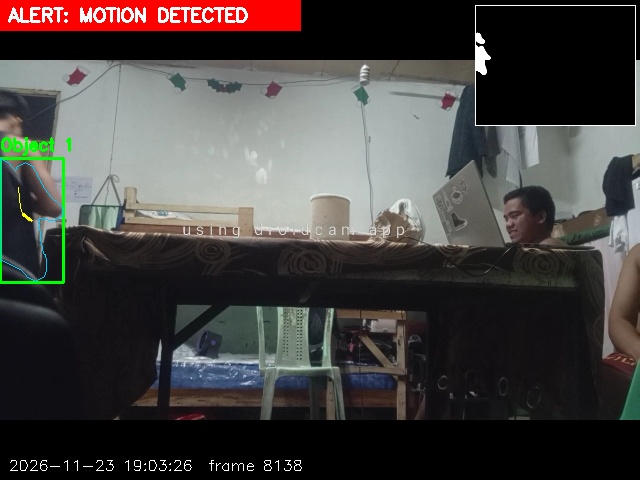 ALERT: MOTION DETECTED
Object 1
using droidcam app
2026-11-23 19:03:26 frame 8138